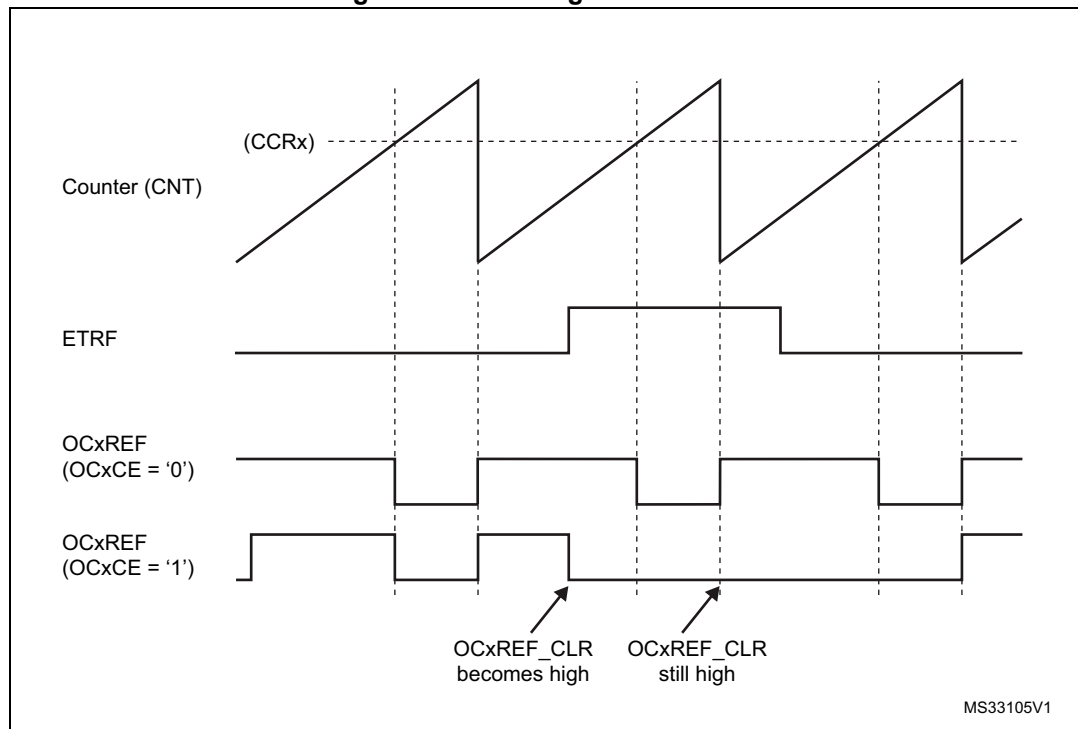 (CCRx)
Counter (CNT)
ETRF
OCxREF
(OCxCE = ‘0’)
OCxREF
(OCxCE = ‘1’)
OCxREF_CLR
becomes high
OCxREF_CLR
still high
MS33105V1